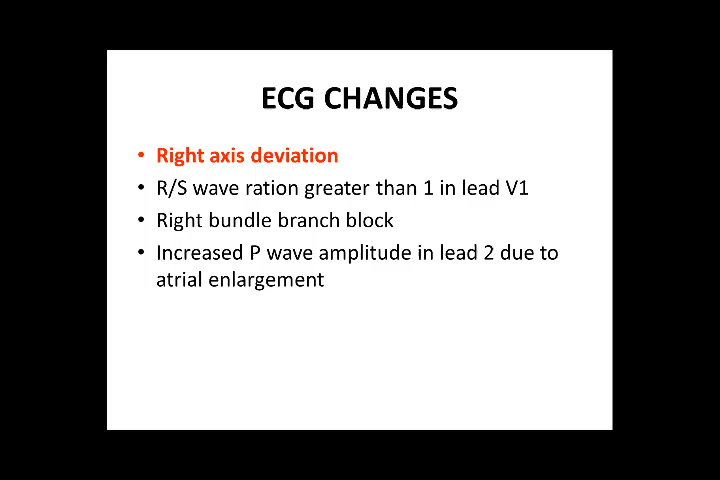 ECG CHANGES
• Right axis deviation
• R/S wave ration greater than 1 in lead V1
• Right bundle branch block
• Increased P wave amplitude in lead 2 due to
atrial enlargement